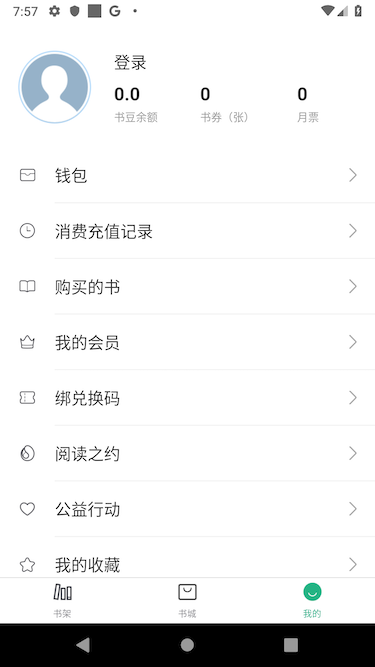 7:57
登录
0.0
0
0
书豆余额
书券（张）
月票
钱包
消费充值记录
购买的书
我的会员
绑兑换码
阅读之约
公益行动
我的收藏
书架
书城
我的